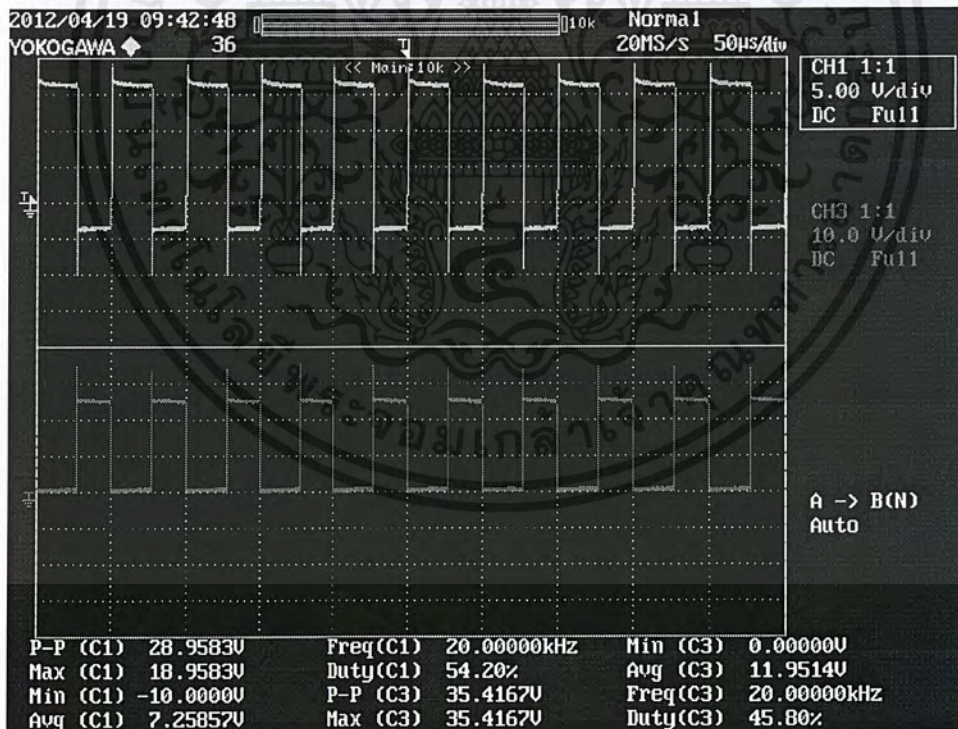 2012/04/19 09:42:48
10k
Normal
YOKOGAWA
36
20MS/s 50µs/div
<< Main:10k >>
CH1 1:1
5.00 V/div
DC Full
CH3 1:1
10.0 V/div
DC Full
A -> B(N)
Auto
P-P (C1) 28.9583V Freq(C1) 20.00000kHz Min (C3) 0.00000V
Max (C1) 18.9583V Duty(C1) 54.20% Avg (C3) 11.9514V
Min (C1) -10.0000V P-P (C3) 35.4167V Freq(C3) 20.00000kHz
Avg (C1) 7.25857V Max (C3) 35.4167V Duty(C3) 45.80%